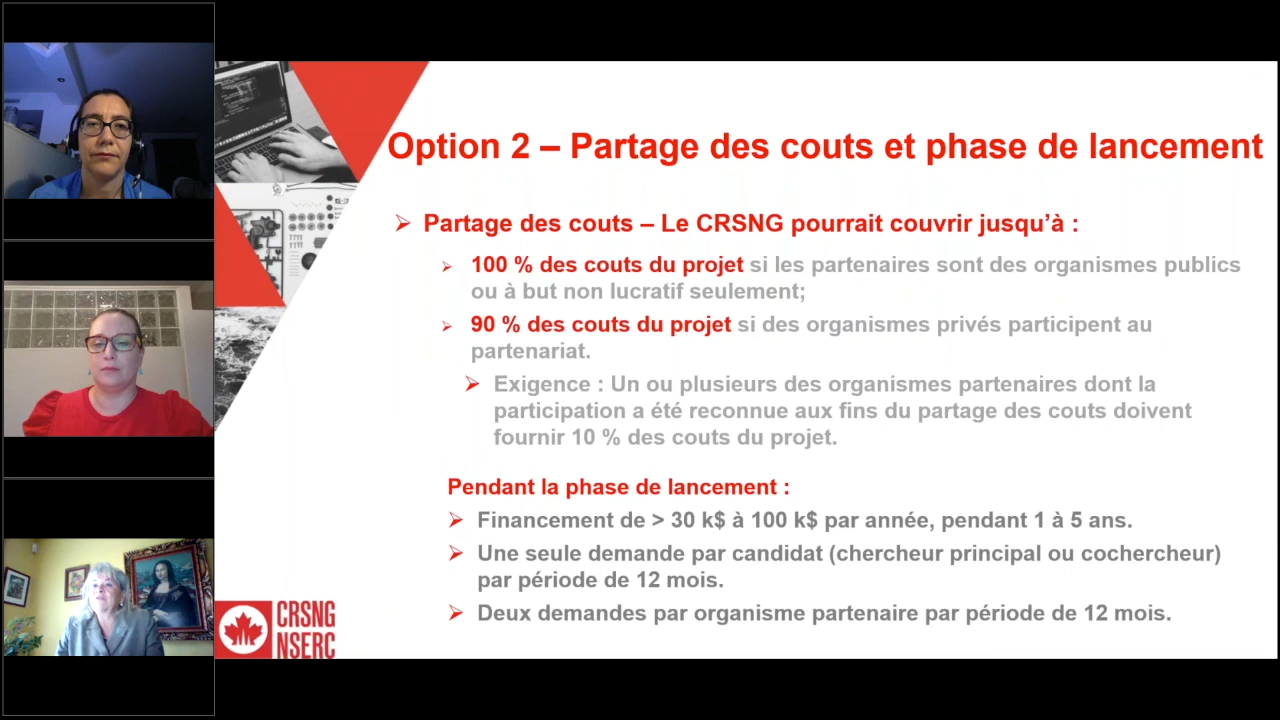 Option 2 – Partage des couts et phase de lancement
Partage des couts – Le CRSNG pourrait couvrir jusqu'à :
100 % des couts du projet si les partenaires sont des organismes publics
ou à but non lucratif seulement;
90 % des couts du projet si des organismes privés participent au
partenariat.
Exigence : Un ou plusieurs des organismes partenaires dont la
participation a été reconnue aux fins du partage des couts doivent
fournir 10 % des couts du projet.
Pendant la phase de lancement :
Financement de > 30 k$ à 100 k$ par année, pendant 1 à 5 ans.
Une seule demande par candidat (chercheur principal ou cochercheur)
par période de 12 mois.
Deux demandes par organisme partenaire par période de 12 mois.
CRSNG
NSERC